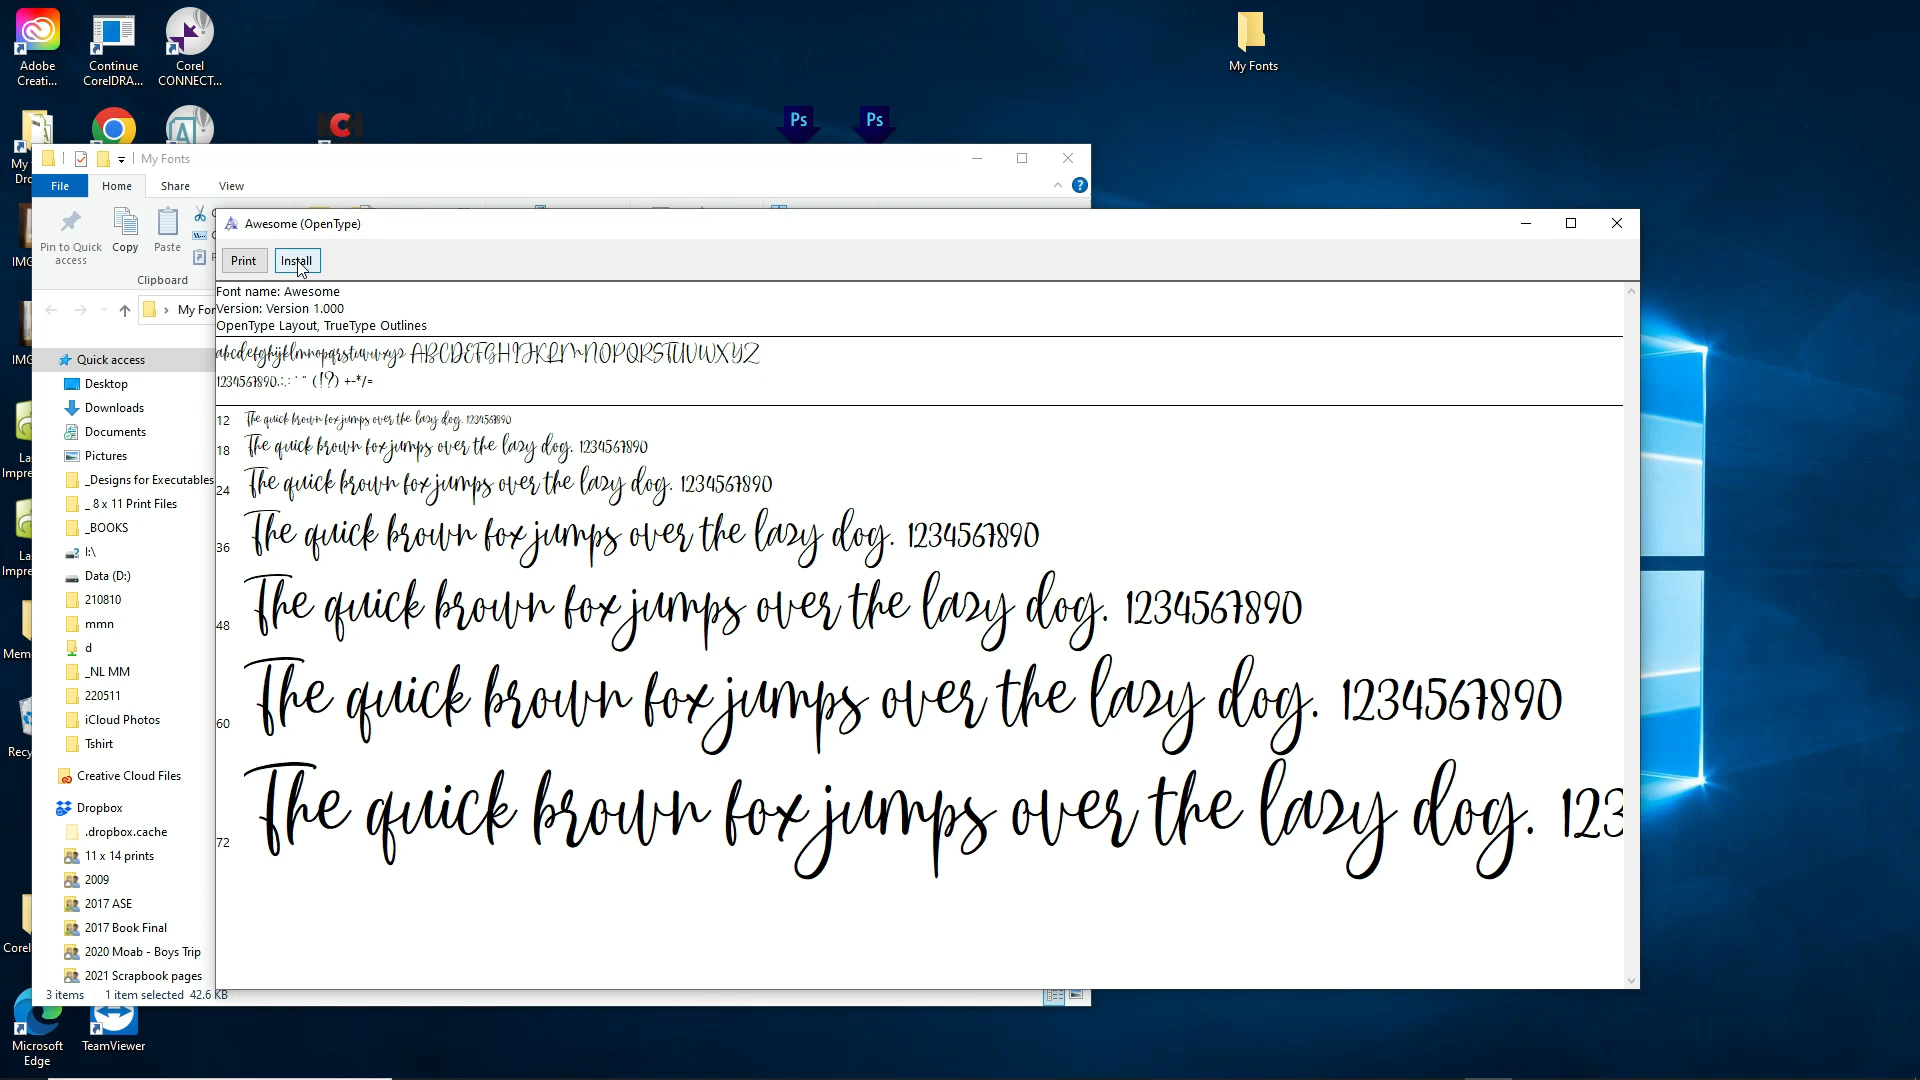 Adobe
Creati...
Continue
CorelDRA...
Corel
CONNECT...
My Fonts
Ps
Ps
My Fonts
File
Home
Share
View
Pin to Quick
access
Copy
Paste
Clipboard
Awesome (OpenType)
Print
Install
Font name: Awesome
Version: Version 1.000
OpenType Layout, TrueType Outlines
abcdefghijklmnopqrstuvwxyz ABCDEFGHIJKLMNOPQRSTUVWXYZ
1234567890.:,; ' " (!?) +-*/=
12 The quick brown fox jumps over the lazy dog. 1234567890
18 The quick brown fox jumps over the lazy dog. 1234567890
24 The quick brown fox jumps over the lazy dog. 1234567890
36 The quick brown fox jumps over the lazy dog. 1234567890
48 The quick brown fox jumps over the lazy dog. 1234567890
60 The quick brown fox jumps over the lazy dog. 1234567890
72 The quick brown fox jumps over the lazy dog. 123
Quick access
Desktop
Downloads
Documents
Pictures
_Designs for Executables
_ 8 x 11 Print Files
_BOOKS
I:\
Data (D:)
210810
mmn
d
_NL MM
220511
iCloud Photos
Tshirt
Creative Cloud Files
Dropbox
.dropbox.cache
11 x 14 prints
2009
2017 ASE
2017 Book Final
2020 Moab - Boys Trip
2021 Scrapbook pages
3 items 1 item selected 42.6 KB
Microsoft
Edge
TeamViewer